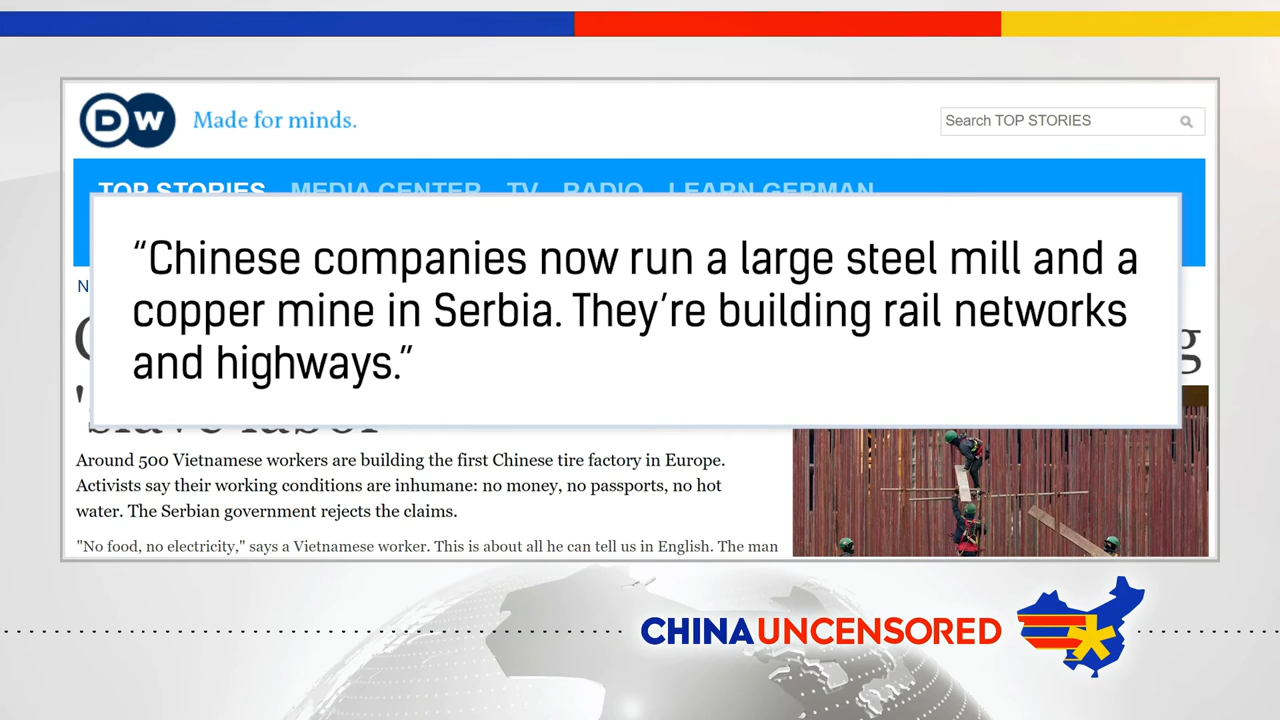 DW Made for minds.
Search TOP STORIES
TOP STORIES MEDIA CENTER TV RADIO LEARN GERMAN
“Chinese companies now run a large steel mill and a
copper mine in Serbia. They’re building rail networks
and highways.”
slave labor
Around 500 Vietnamese workers are building the first Chinese tire factory in Europe.
Activists say their working conditions are inhumane: no money, no passports, no hot
water. The Serbian government rejects the claims.
"No food, no electricity," says a Vietnamese worker. This is about all he can tell us in English. The man
CHINA UNCENSORED